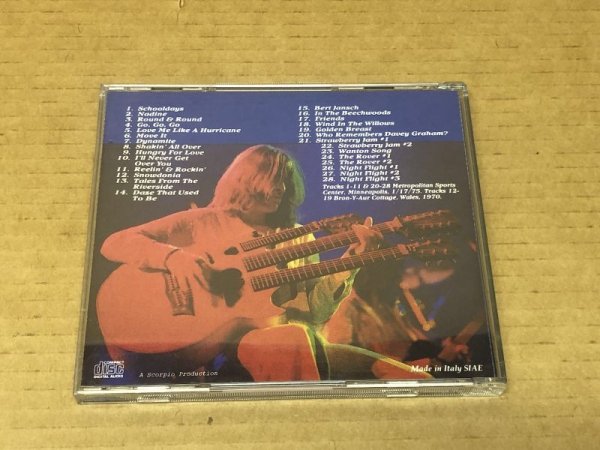 1. Schooldays
2. Nadine
3. Round & Round
4. Go, Go, Go
5. Love Me Like A Hurricane
6. Move It
7. Dynamite
8. Shakin' All Over
9. Hungry For Love
10. I'll Never Get
Over You
11. Reelin' & Rockin'
12. Snowdonia
13. Tales From The
Riverside
14. Daze That Used
To Be
15. Bert Jansch
16. In The Beechwoods
17. Friends
18. Wind In The Willows
19. Golden Breast
20. Who Remembers Davey Graham?
21. Strawberry Jam #1
22. Strawberry Jam #2
23. Wanton Song
24. The Rover #1
25. The Rover #2
26. Night Flight #1
27. Night Flight #2
28. Night Flight #3
Tracks 1-11 & 20-28 Metropolitan Sports
Center, Minneapolis, 1/17/75. Tracks 12-
19 Bron-Y-Aur Cottage, Wales, 1970.
COMPACT
disc
DIGITAL AUDIO
A Scorpio Production
Made in Italy SIAE